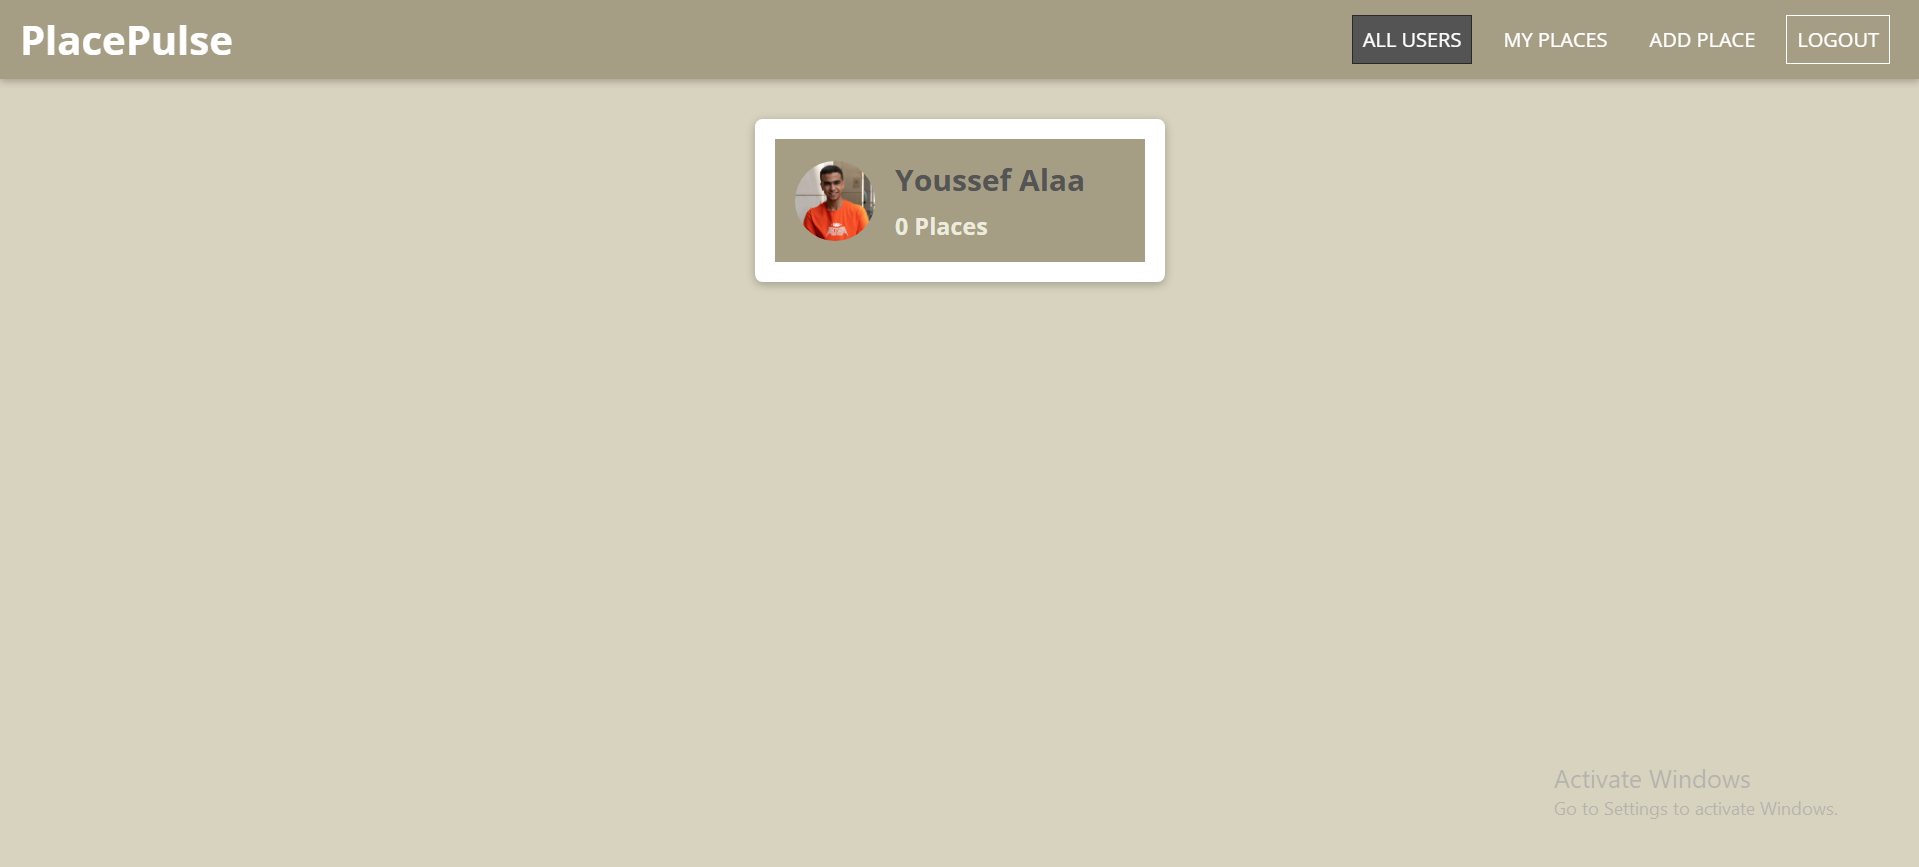 PlacePulse
ALL USERS
MY PLACES
ADD PLACE
LOGOUT
Youssef Alaa
0 Places
Activate Windows
Go to Settings to activate Windows.